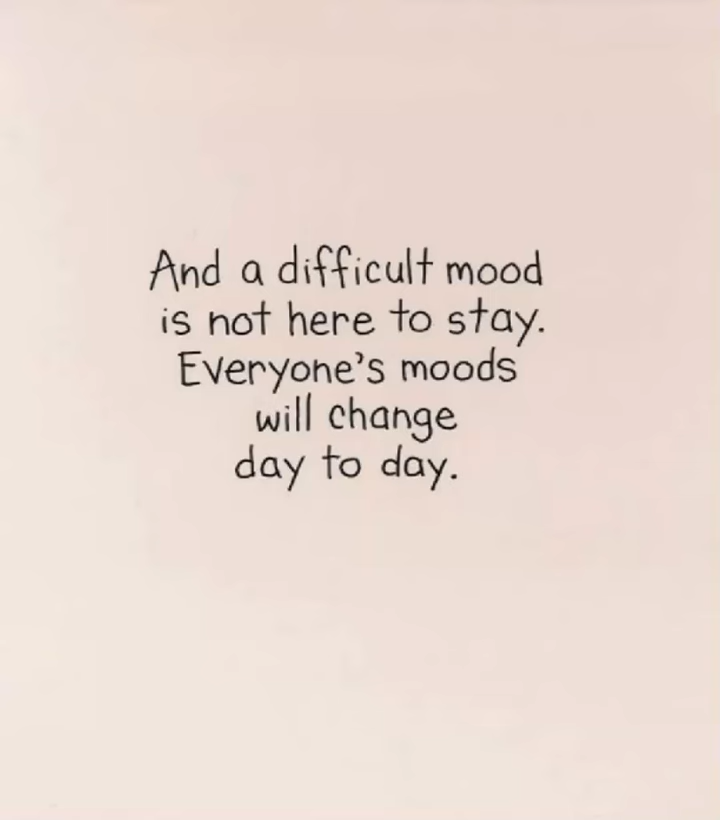 And a difficult mood
is not here to stay.
Everyone's moods
will change
day to day.